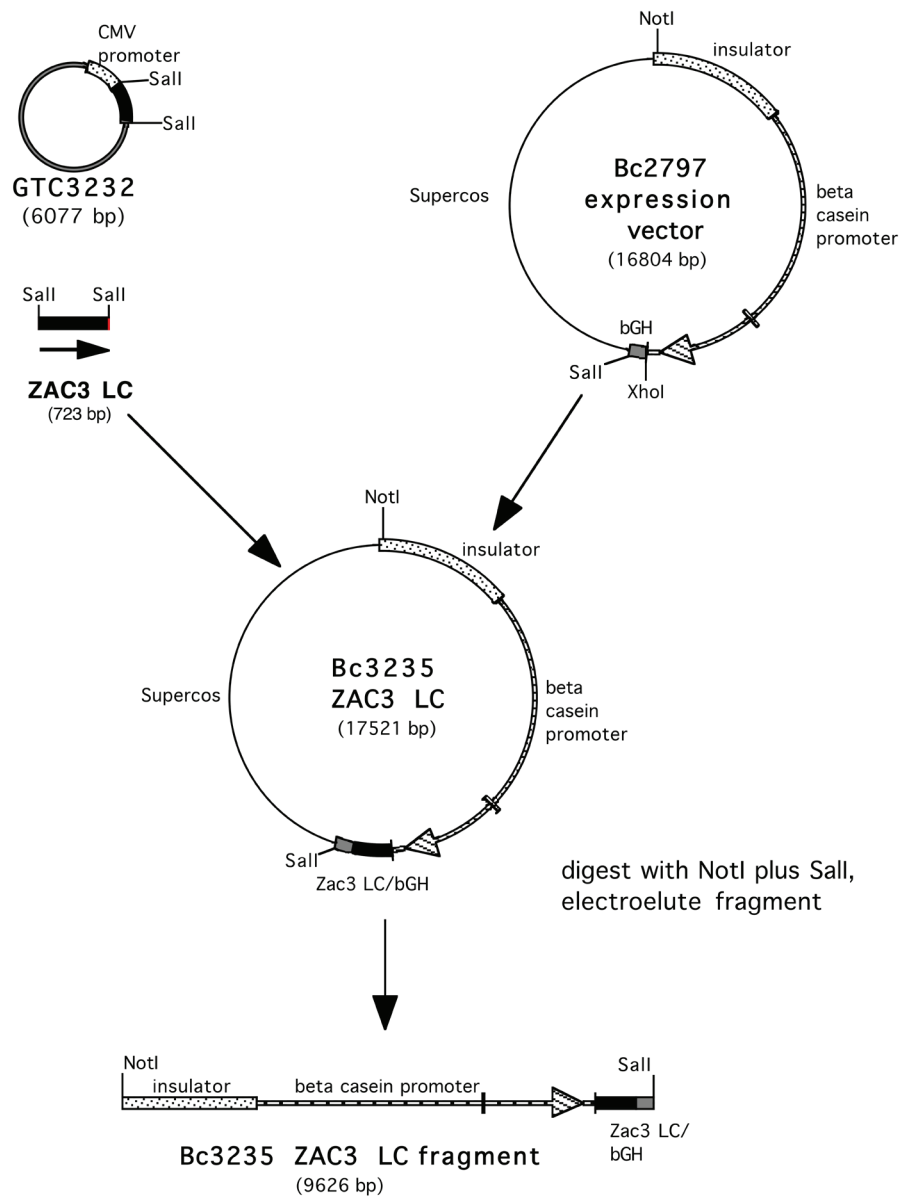 CMV
promoter
SalI
SalI
GTC3232
(6077 bp)
SalI SalI
ZAC3 LC
(723 bp)
NotI
insulator
Supercos
Bc2797
expression
vector
(16804 bp)
beta
casein
promoter
bGH
SalI
XhoI
NotI
insulator
Supercos
Bc3235
ZAC3 LC
(17521 bp)
beta
casein
promoter
SalI
Zac3 LC/bGH
digest with NotI plus SalI,
electroelute fragment
NotI
SalI
insulator
beta casein promoter
Zac3 LC/
bGH
Bc3235 ZAC3 LC fragment
(9626 bp)